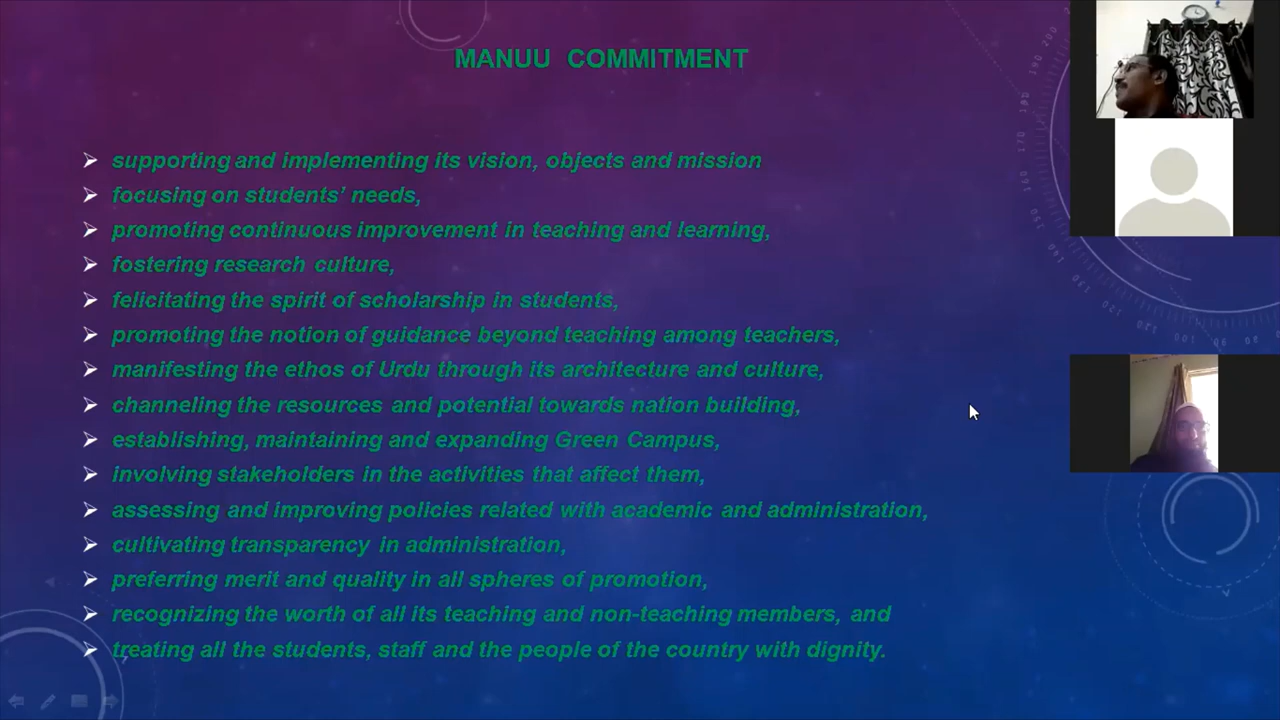 MANUU COMMITMENT
supporting and implementing its vision, objects and mission
focusing on students' needs,
promoting continuous improvement in teaching and learning,
fostering research culture,
felicitating the spirit of scholarship in students,
promoting the notion of guidance beyond teaching among teachers,
manifesting the ethos of Urdu through its architecture and culture,
channeling the resources and potential towards nation building,
establishing, maintaining and expanding Green Campus,
involving stakeholders in the activities that affect them,
assessing and improving policies related with academic and administration,
cultivating transparency in administration,
preferring merit and quality in all spheres of promotion,
recognizing the worth of all its teaching and non-teaching members, and
treating all the students, staff and the people of the country with dignity.